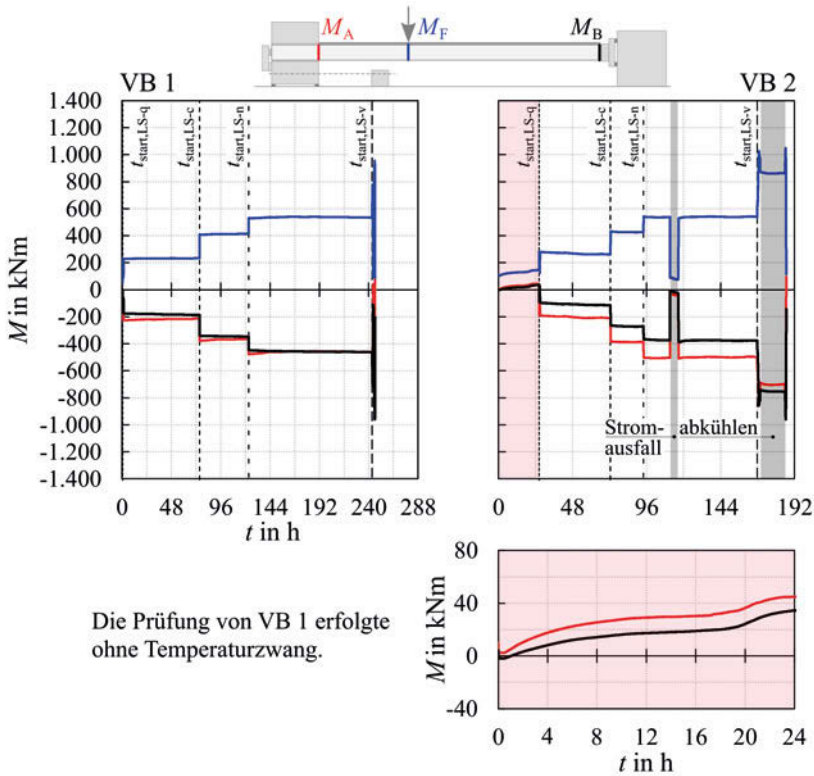 M_A M_F M_B
VB 1 VB 2
M in kNm
1.400
1.000
800
600
400
200
0
-200
-400
-600
-800
-1.000
-1.400
t_start,LS-q t_start,LS-c t_start,LS-n t_start,LS-v
t_start,LS-q t_start,LS-c t_start,LS-n t_start,LS-v
Strom- abkühlen
ausfall
0 48 96 144 192 240 288
t in h
0 48 96 144 192
t in h
Die Prüfung von VB 1 erfolgte
ohne Temperaturzwang.
M in kNm
80
40
0
-40
0 4 8 12 16 20 24
t in h